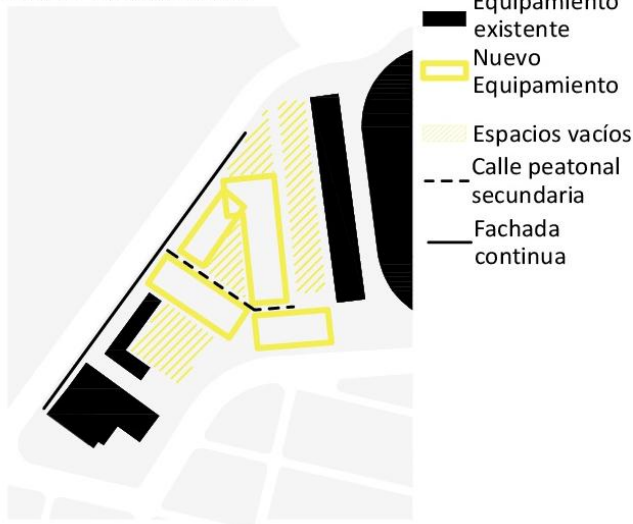 Equipamiento
existente
Nuevo
Equipamiento
Espacios vacíos
Calle peatonal
secundaria
Fachada
continua